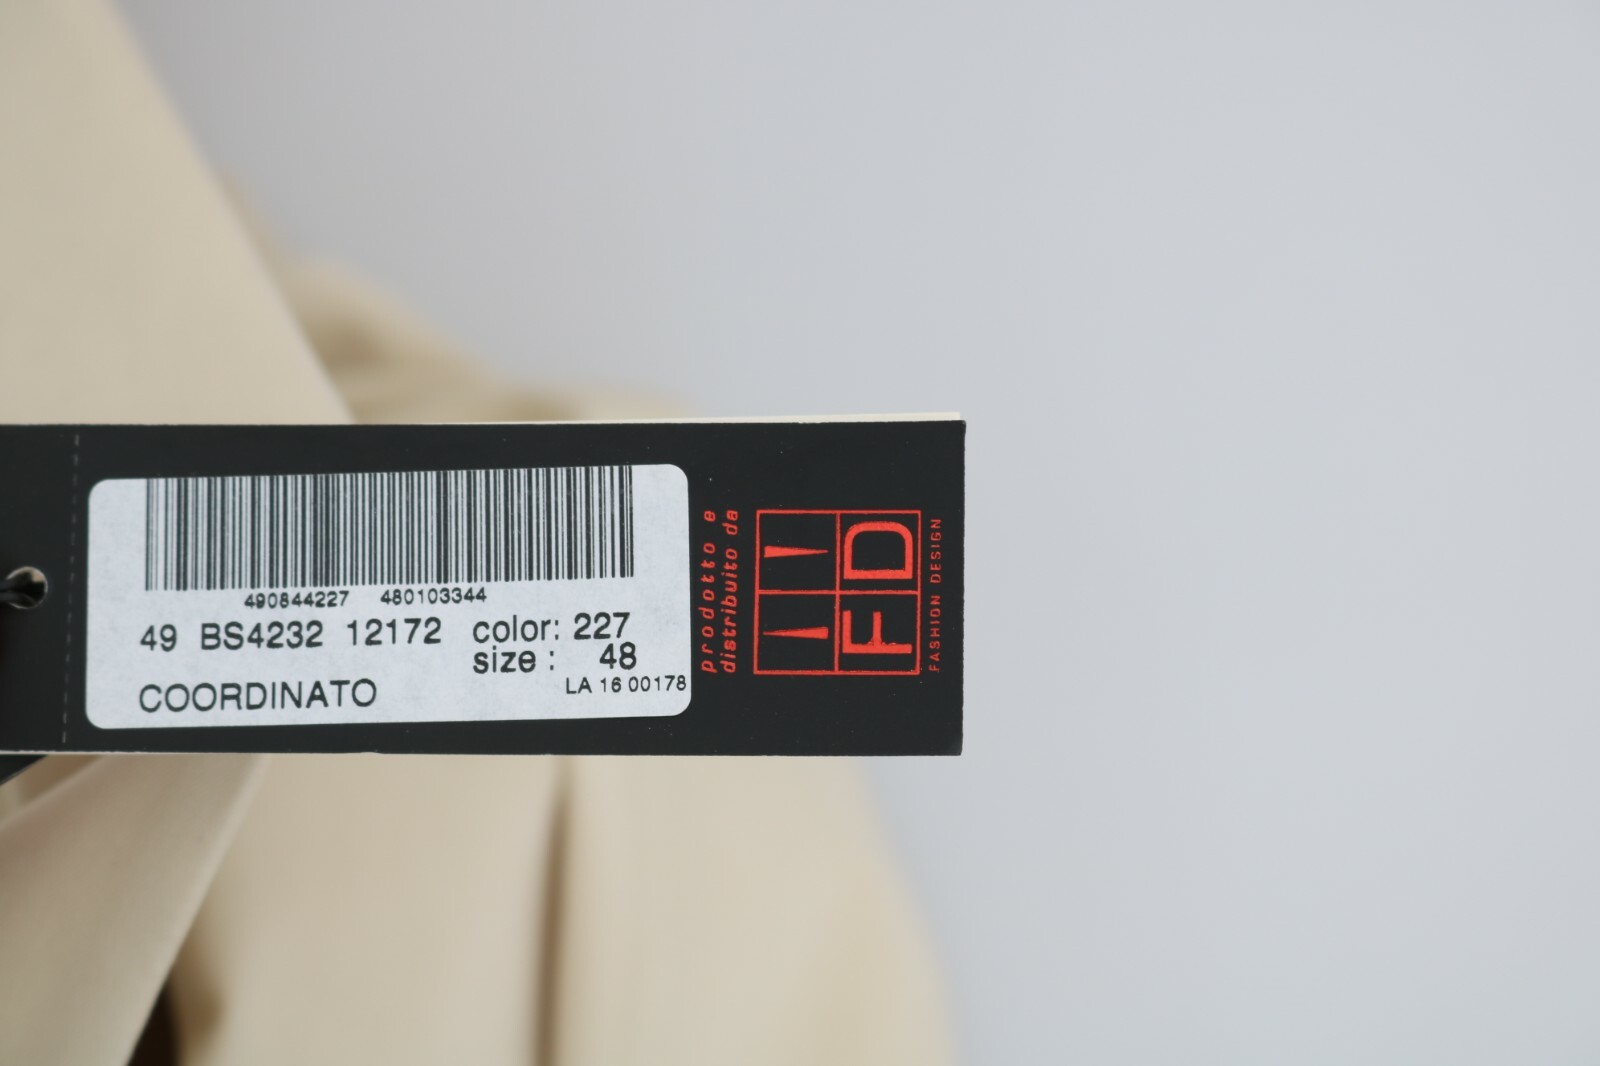 490844227 480103344
49 BS4232 12172 color: 227
size : 48
COORDINATO
LA 16 00178
prodotto e
distribuito da
FD
FASHION DESIGN